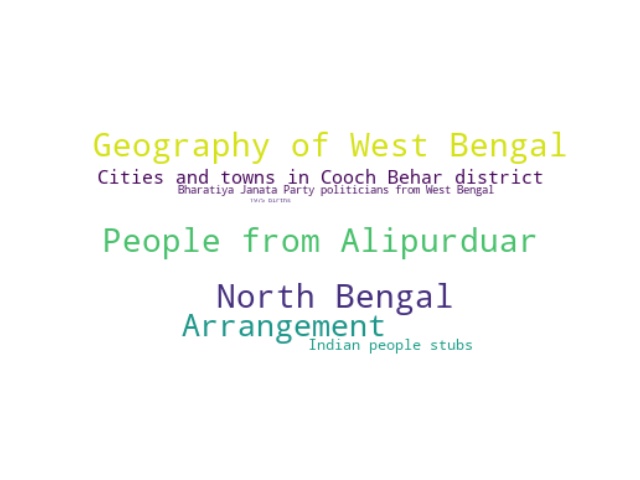 Geography of West Bengal
Cities and towns in Cooch Behar district
Bharatiya Janata Party politicians from West Bengal
births
People from Alipurduar
North Bengal
Arrangement
Indian people stubs